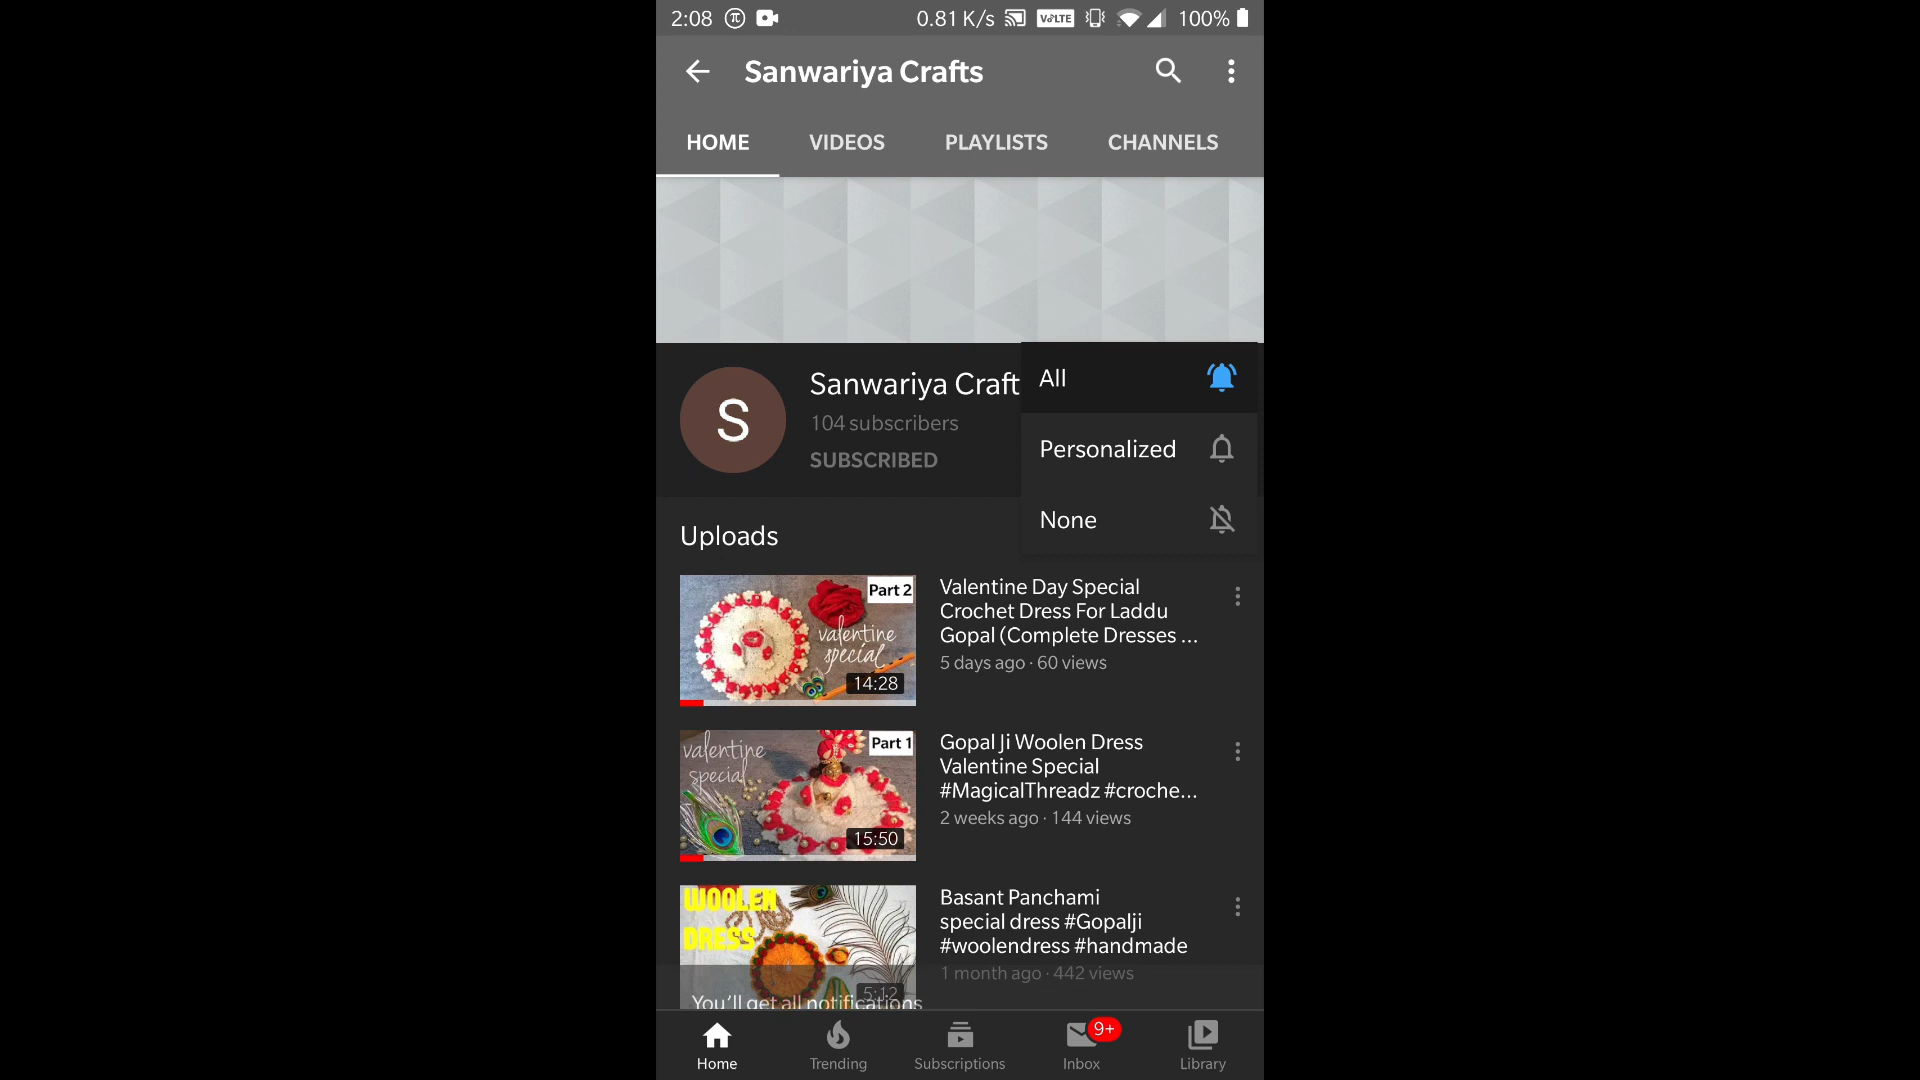 2:08
0.81 K/s
VoLTE
100%
Sanwariya Crafts
HOME
VIDEOS
PLAYLISTS
CHANNELS
S
Sanwariya Craft
104 subscribers
SUBSCRIBED
All
Personalized
None
Uploads
Part 2
valentine
special
14:28
Valentine Day Special
Crochet Dress For Laddu
Gopal (Complete Dresses ...
5 days ago · 60 views
valentine
special
Part 1
15:50
Gopal Ji Woolen Dress
Valentine Special
#MagicalThreadz #croche...
2 weeks ago · 144 views
WOOLEN
DRESS
5:12
Basant Panchami
special dress #Gopalji
#woolendress #handmade
1 month ago · 442 views
You'll get all notifications
Home
Trending
Subscriptions
9+
Inbox
Library